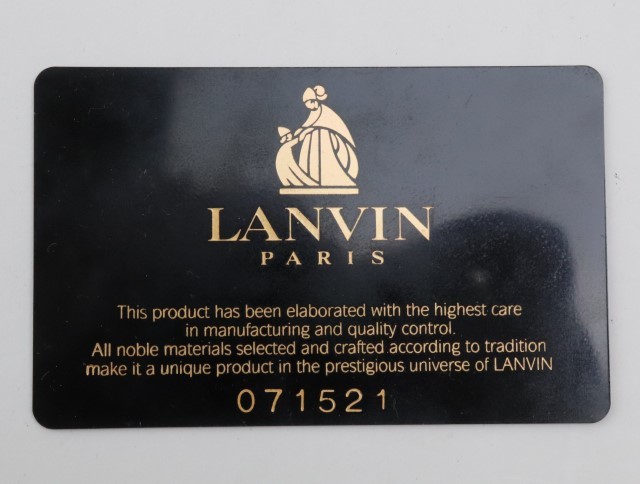 LANVIN
PARIS
This product has been elaborated with the highest care
in manufacturing and quality control.
All noble materials selected and crafted according to tradition
make it a unique product in the prestigious universe of LANVIN
071521